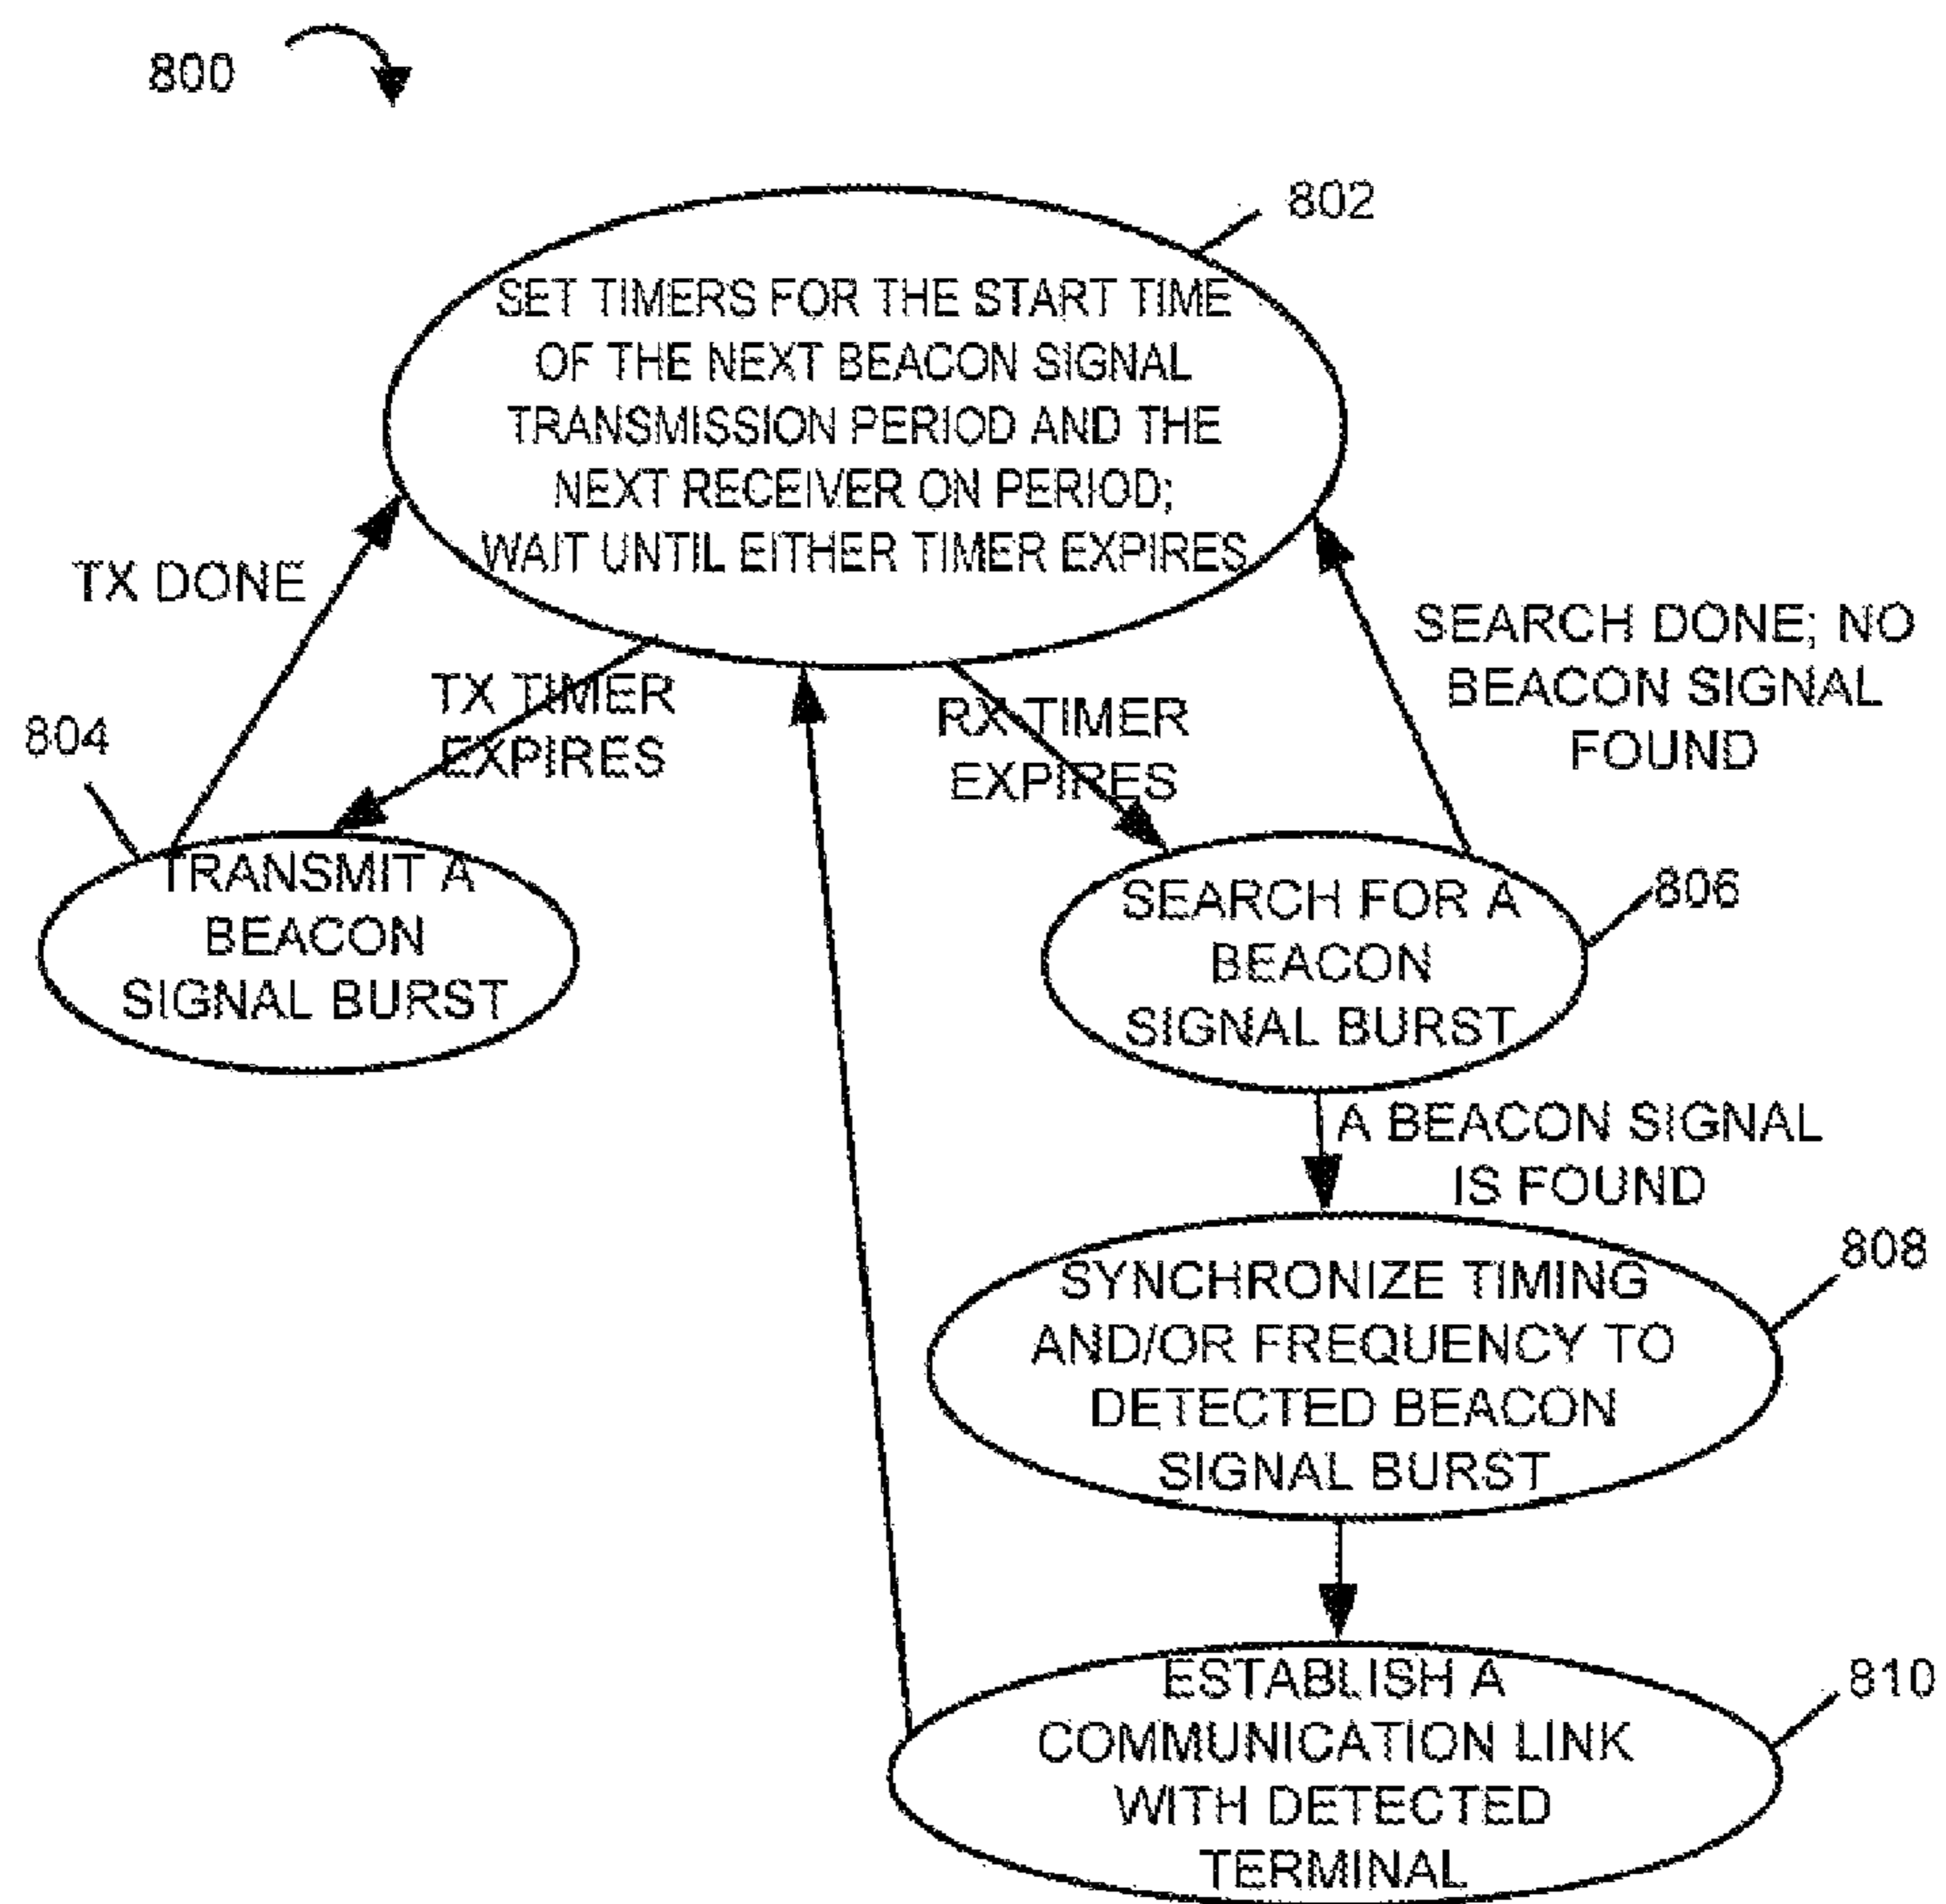 800
802
SET TIMERS FOR THE START TIME
OF THE NEXT BEACON SIGNAL
TRANSMISSION PERIOD AND THE
NEXT RECEIVER ON PERIOD;
WAIT UNTIL EITHER TIMER EXPIRES
TX DONE
SEARCH DONE; NO
BEACON SIGNAL
FOUND
TX TIMER
EXPIRES
RX TIMER
EXPIRES
804
TRANSMIT A
BEACON
SIGNAL BURST
806
SEARCH FOR A
BEACON
SIGNAL BURST
A BEACON SIGNAL
IS FOUND
808
SYNCHRONIZE TIMING
AND/OR FREQUENCY TO
DETECTED BEACON
SIGNAL BURST
810
ESTABLISH A
COMMUNICATION LINK
WITH DETECTED
TERMINAL